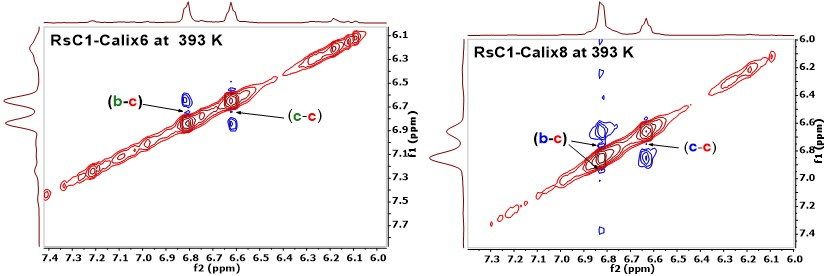 RsC1-Calix6 at 393 K
(b-c)
(c-c)
6.1
6.3
6.5
6.7
6.9
7.1
7.3
7.5
7.7
f1 (ppm)
7.4 7.3 7.2 7.1 7.0 6.9 6.8 6.7 6.6 6.5 6.4 6.3 6.2 6.1 6.0
f2 (ppm)
RsC1-Calix8 at 393 K
(b-c)
(c-c)
6.0
6.2
6.4
6.6
6.8
7.0
7.2
7.4
f1 (ppm)
7.3 7.2 7.1 7.0 6.9 6.8 6.7 6.6 6.5 6.4 6.3 6.2 6.1 6.0
f2 (ppm)